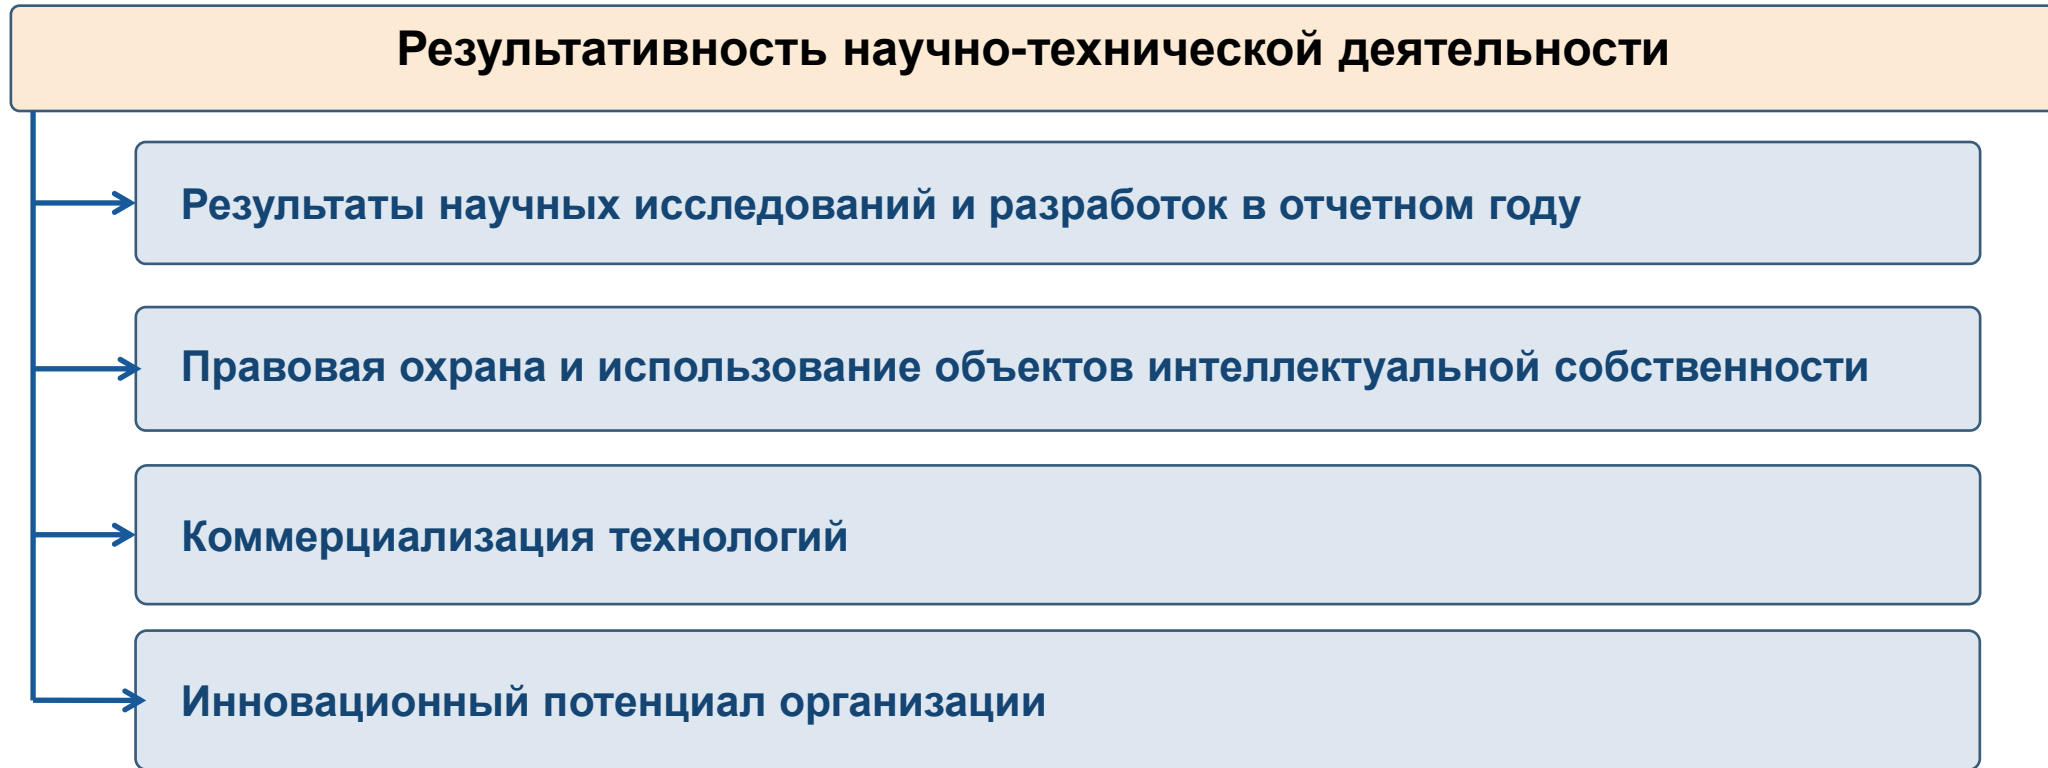 Результативность научно-технической деятельности
Результаты научных исследований и разработок в отчетном году
Правовая охрана и использование объектов интеллектуальной собственности
Коммерциализация технологий
Инновационный потенциал организации